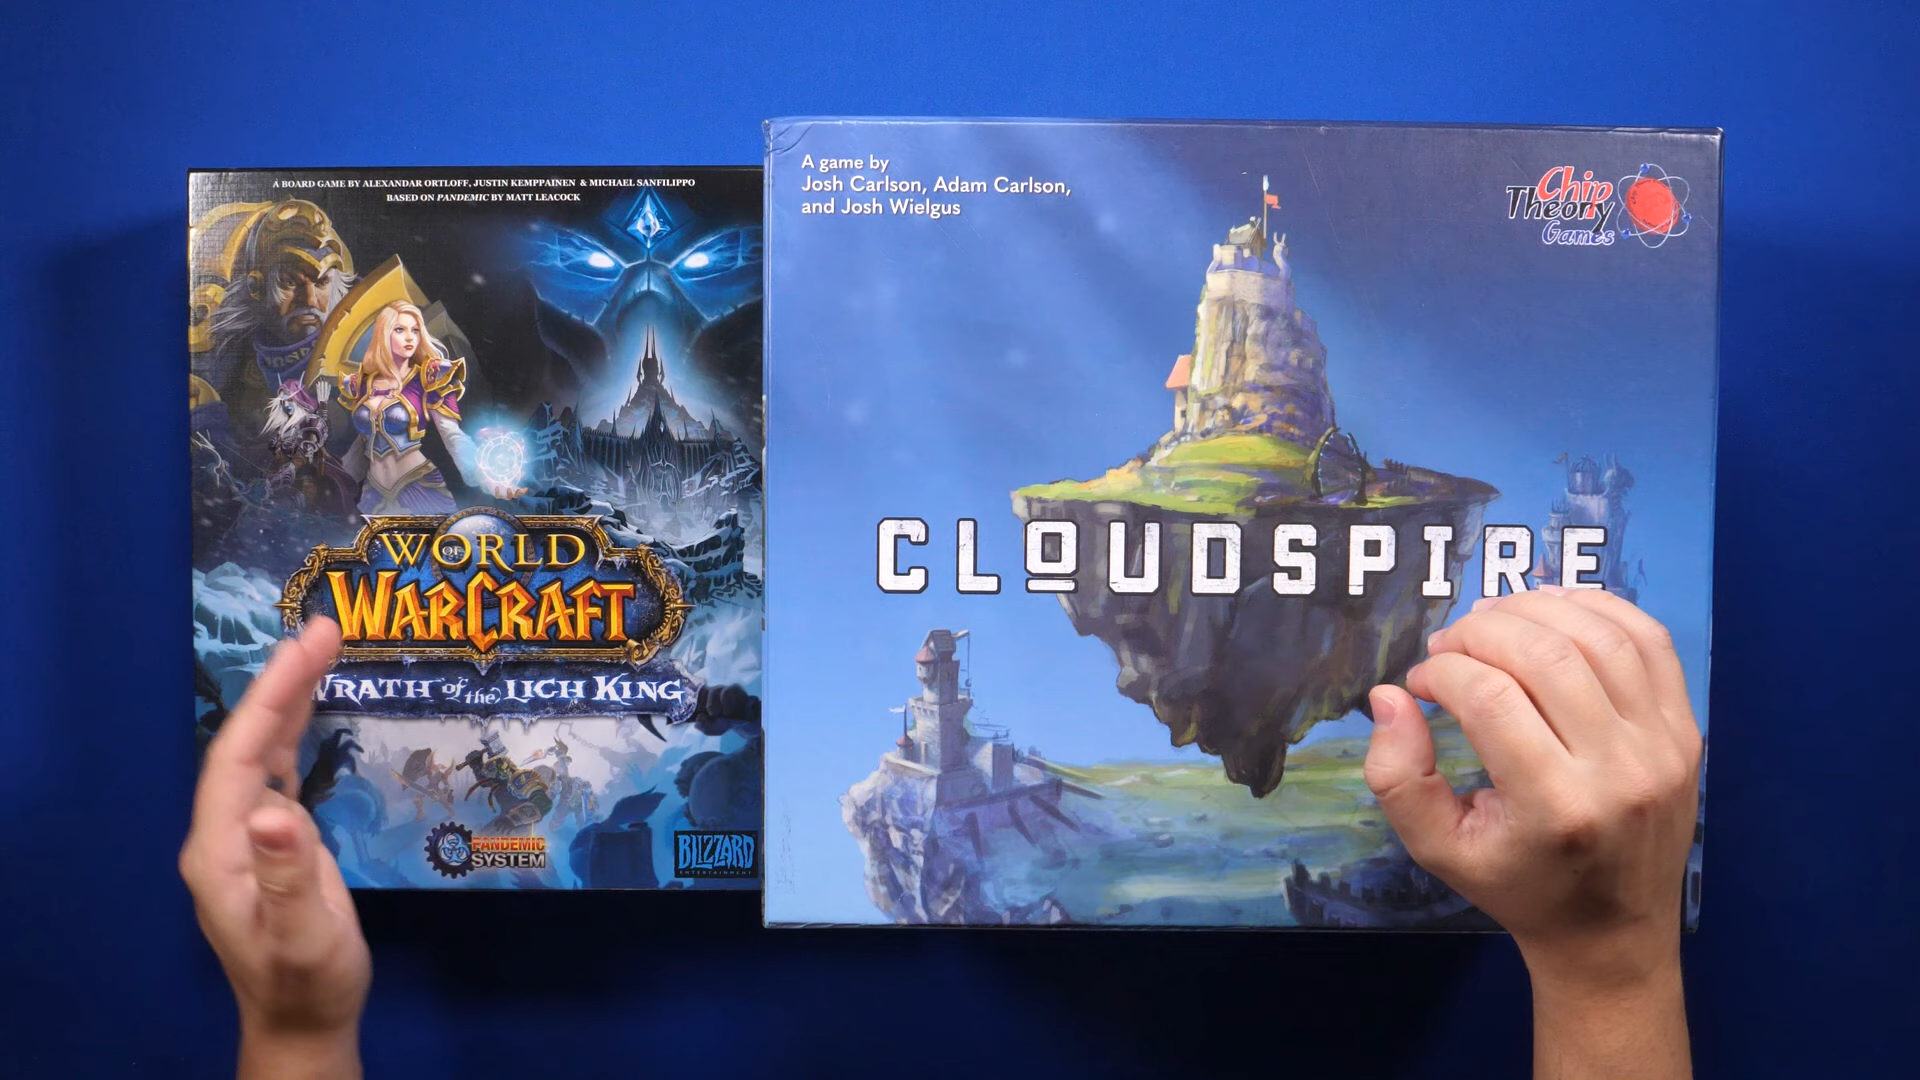 A BOARD GAME BY ALEXANDAR ORTLOFF, JUSTIN KEMPPAINEN & MICHAEL SANFILIPPO
BASED ON PANDEMIC BY MATT LEACOCK
WORLD
OF
WARCRAFT
WRATH of the LICH KING
PANDEMIC
SYSTEM
BLIZZARD
ENTERTAINMENT
A game by
Josh Carlson, Adam Carlson,
and Josh Wielgus
Chip
Theory
Games
CLOUDSPIRE